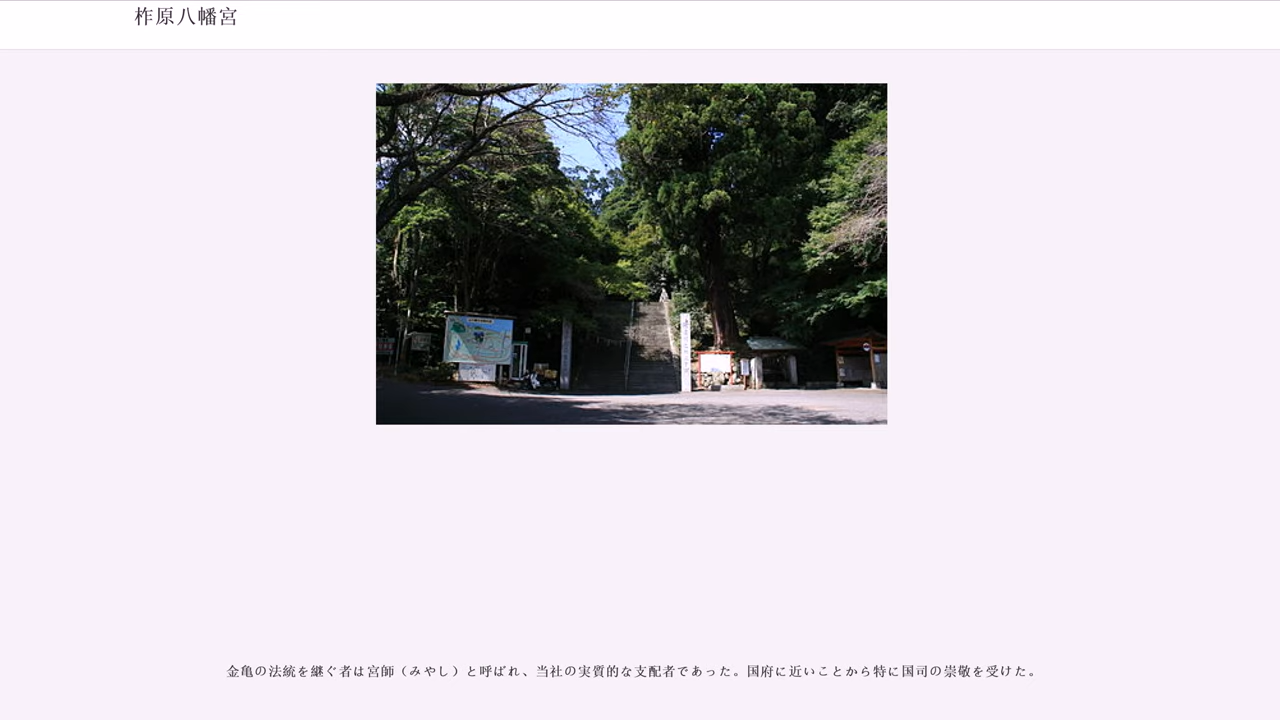 柞原八幡宮
金亀の法統を継ぐ者は宮師（みやし）と呼ばれ、当社の実質的な支配者であった。国府に近いことから特に国司の崇敬を受けた。